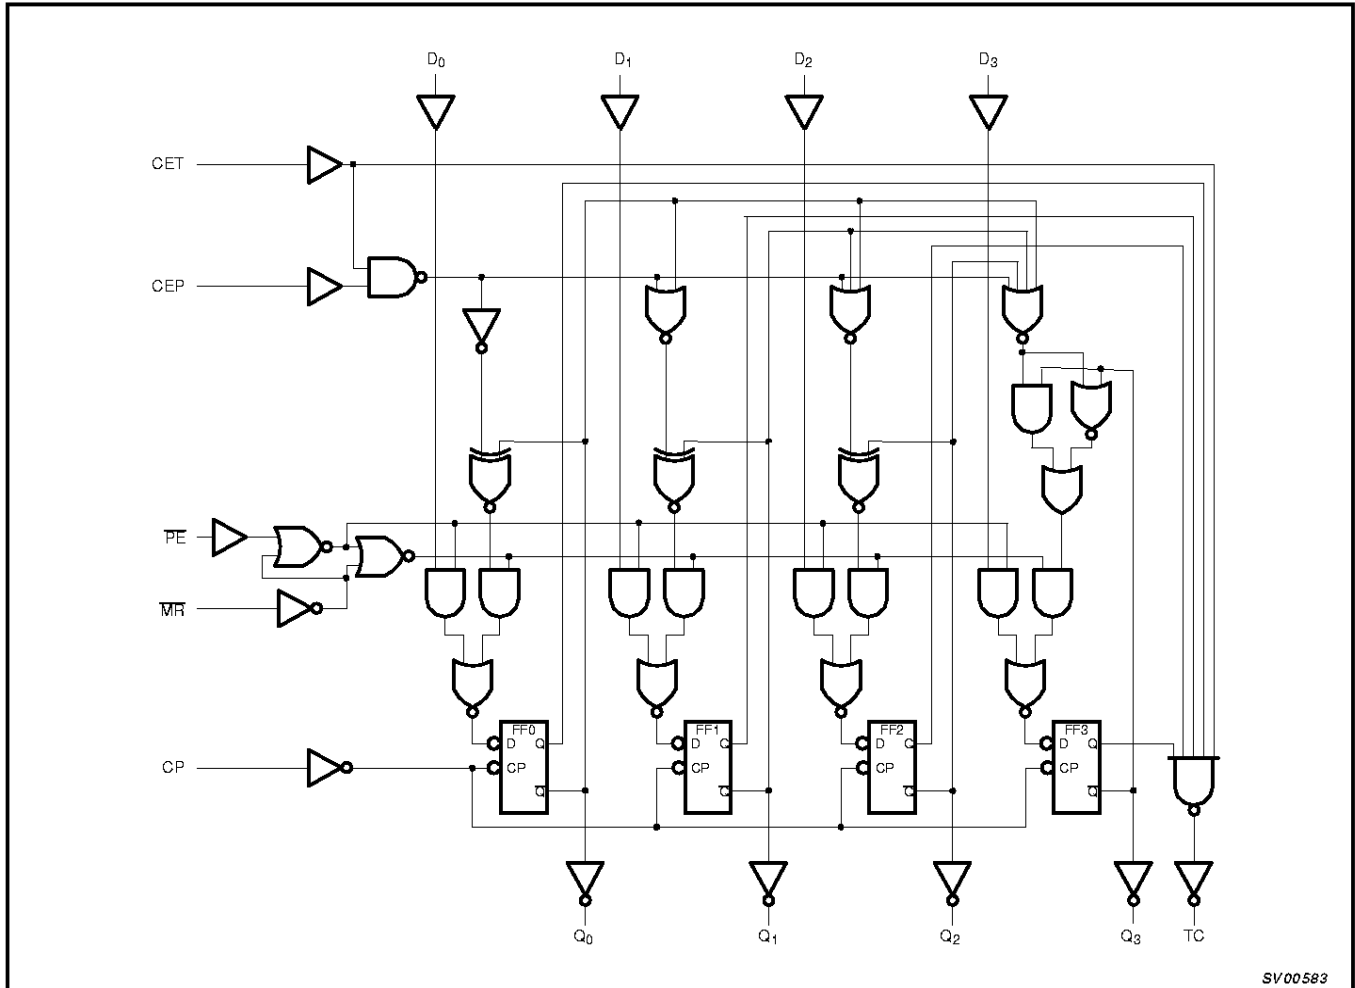 D0 D1 D2 D3
CET
CEP
PE
MR
FF0 FF1 FF2 FF3
D Q D Q D Q D Q
CP CP CP CP CP
Q Q Q Q
Q0 Q1 Q2 Q3 TC
SV00583